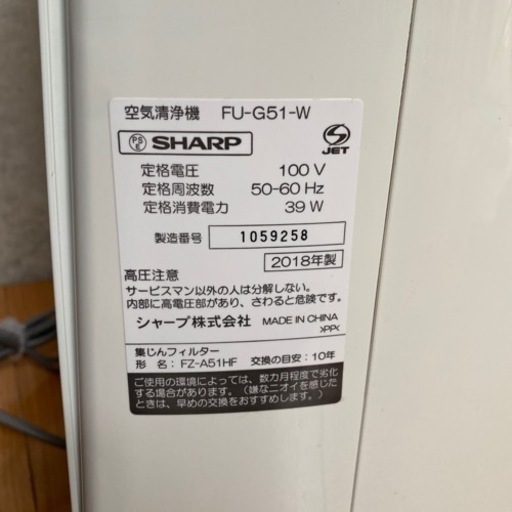 空気清浄機 FU-G51-W
PS E SHARP
JET
定格電圧 100 V
定格周波数 50-60 Hz
定格消費電力 39 W
製造番号 1059258
2018年製
高圧注意
サービスマン以外の人は分解しない。
内部に高電圧部があり、さわると危険です。
シャープ株式会社 MADE IN CHINA
>PP<
集じんフィルター
形 名: FZ-A51HF 交換の目安:10年
ご使用の環境によっては、数カ月程度で劣化
する場合があります。(嫌なニオイを感じた
ときは、早めの交換をおすすめします。)